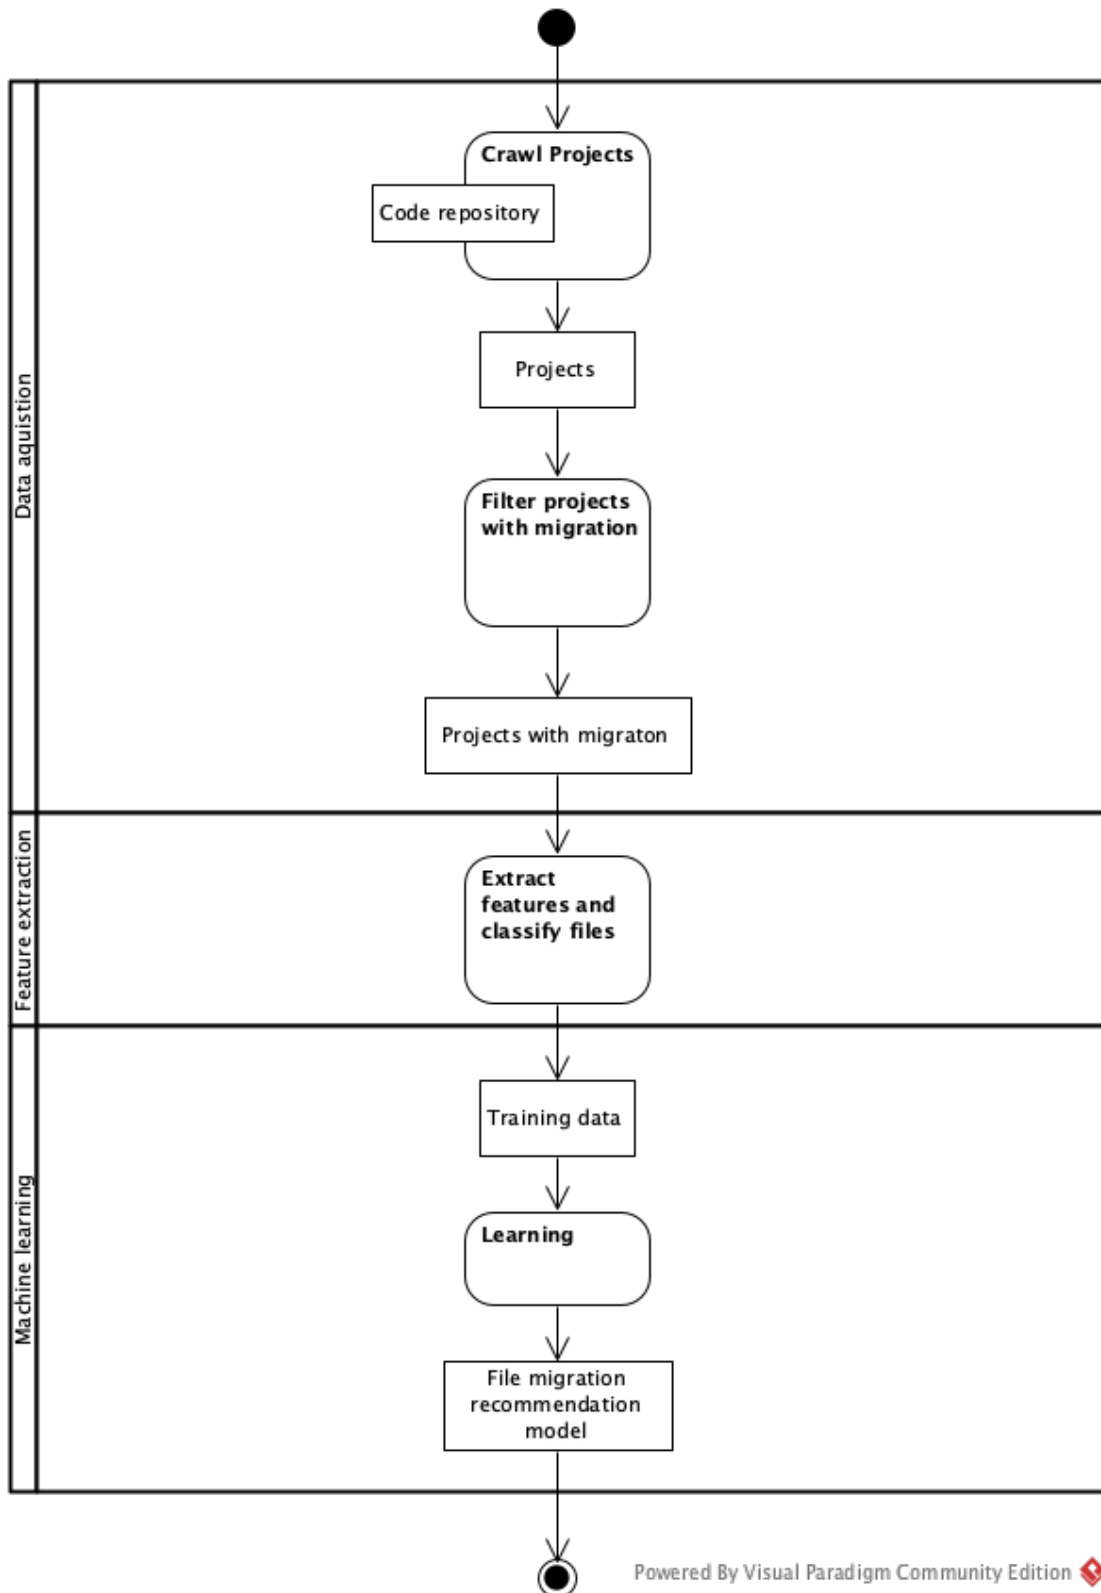 Data aquistion
Crawl Projects
Code repository
Projects
Filter projects
with migration
Projects with migraton
Feature extraction
Extract
features and
classify files
Machine learning
Training data
Learning
File migration
recommendation
model
Powered By Visual Paradigm Community Edition